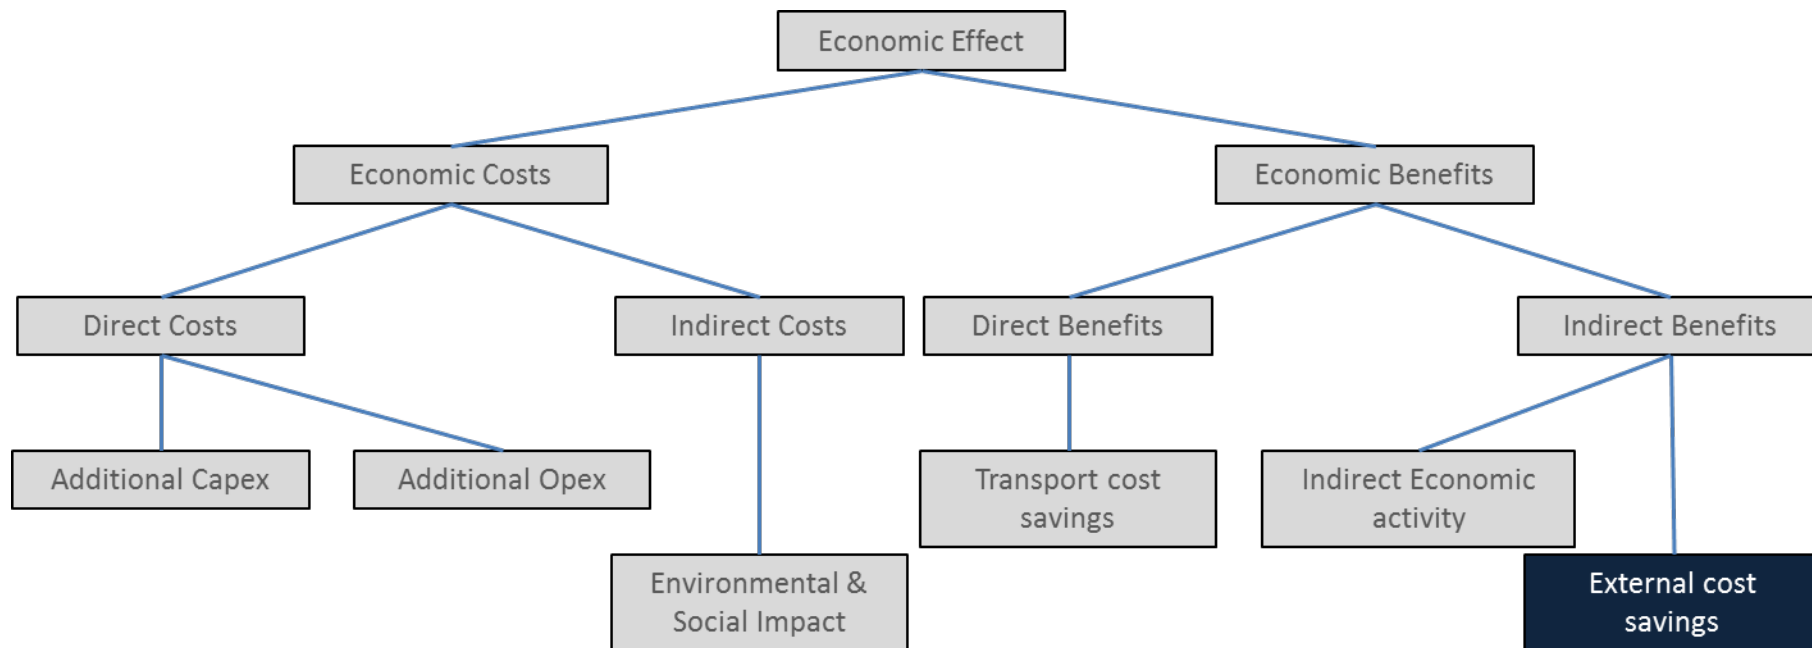 Economic Effect
Economic Costs
Economic Benefits
Direct Costs
Indirect Costs
Direct Benefits
Indirect Benefits
Additional Capex
Additional Opex
Transport cost
savings
Indirect Economic
activity
Environmental &
Social Impact
External cost
savings